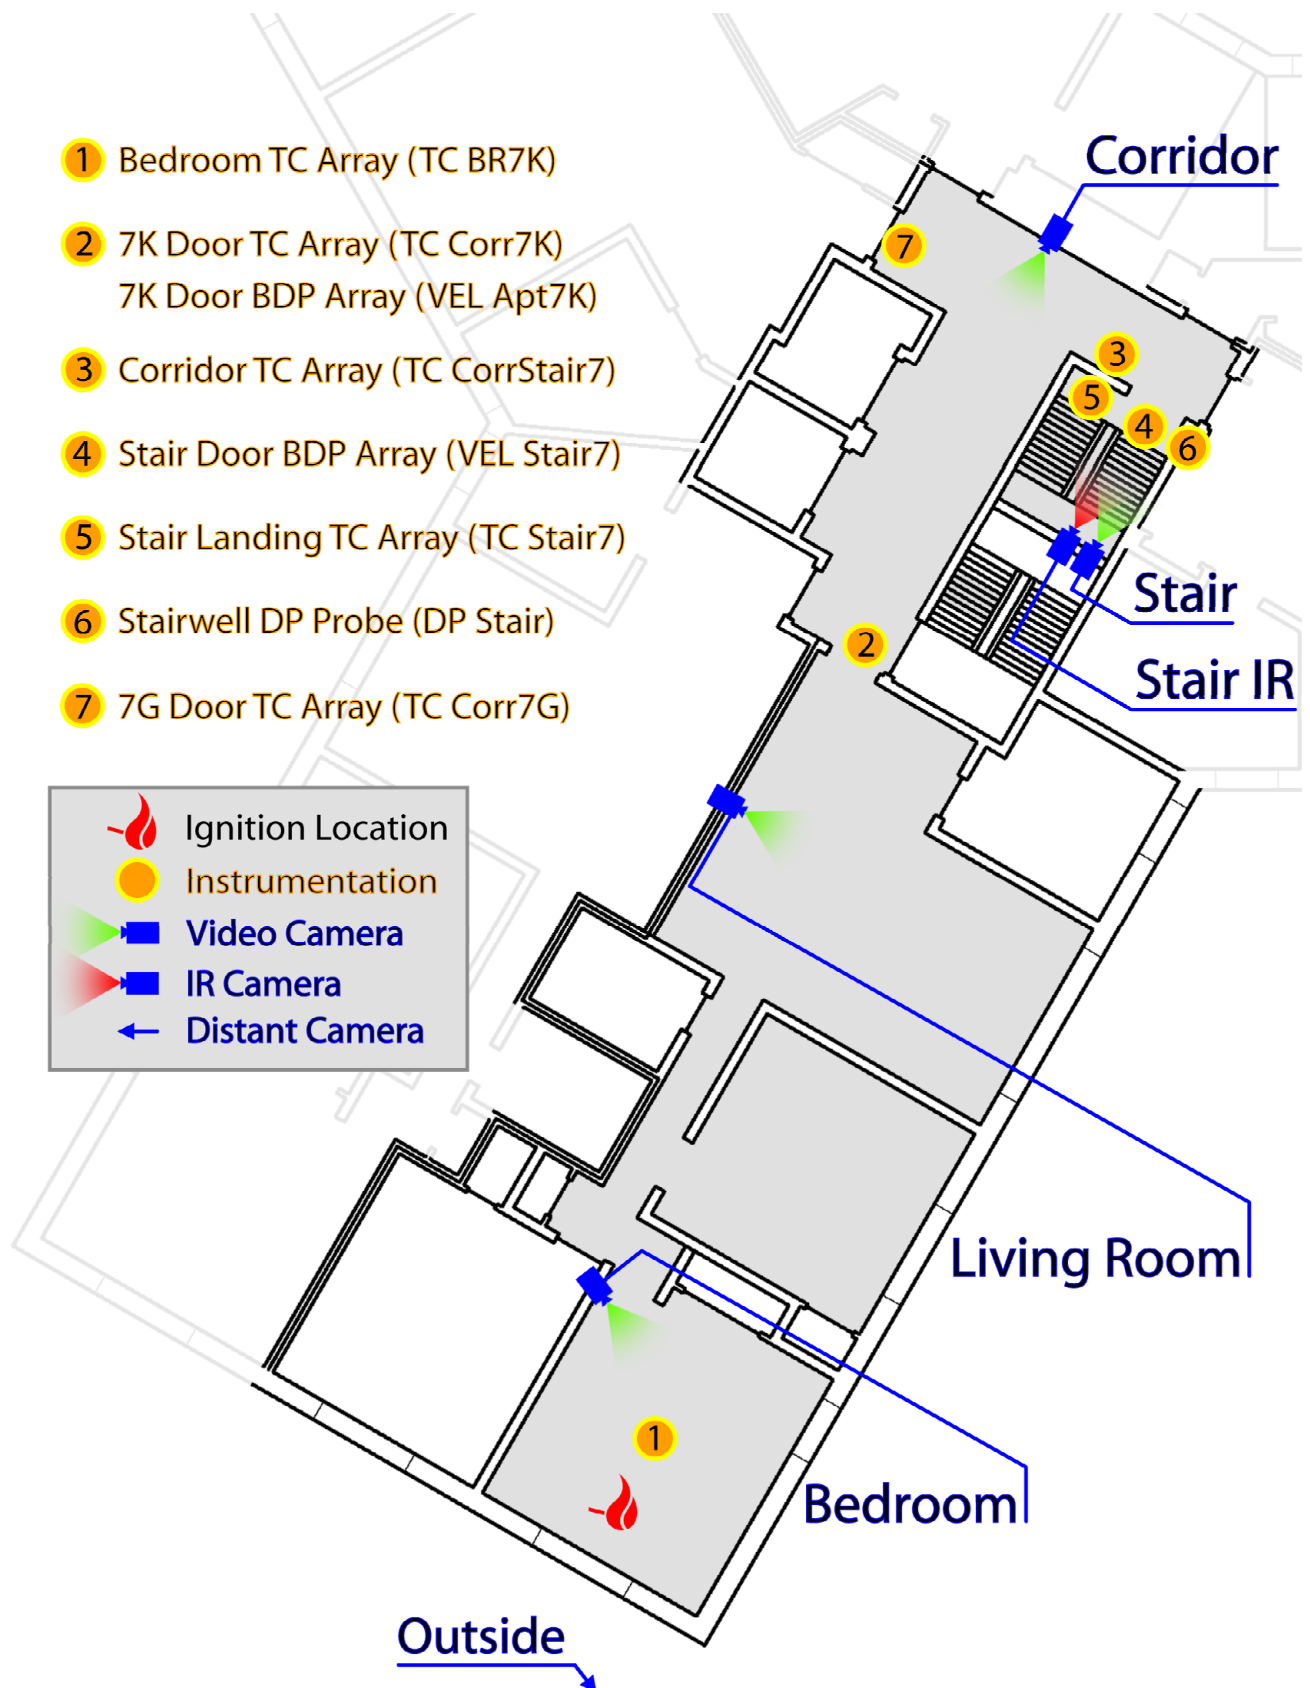 Corridor
1 Bedroom TC Array (TC BR7K)
2 7K Door TC Array (TC Corr7K)
7K Door BDP Array (VEL Apt7K)
3 Corridor TC Array (TC CorrStair7)
4 Stair Door BDP Array (VEL Stair7)
5 Stair Landing TC Array (TC Stair7)
6 Stairwell DP Probe (DP Stair)
7 7G Door TC Array (TC Corr7G)
7
3
5
4
6
Stair
2
Stair IR
Ignition Location
Instrumentation
Video Camera
IR Camera
Distant Camera
Living Room
1
Bedroom
Outside